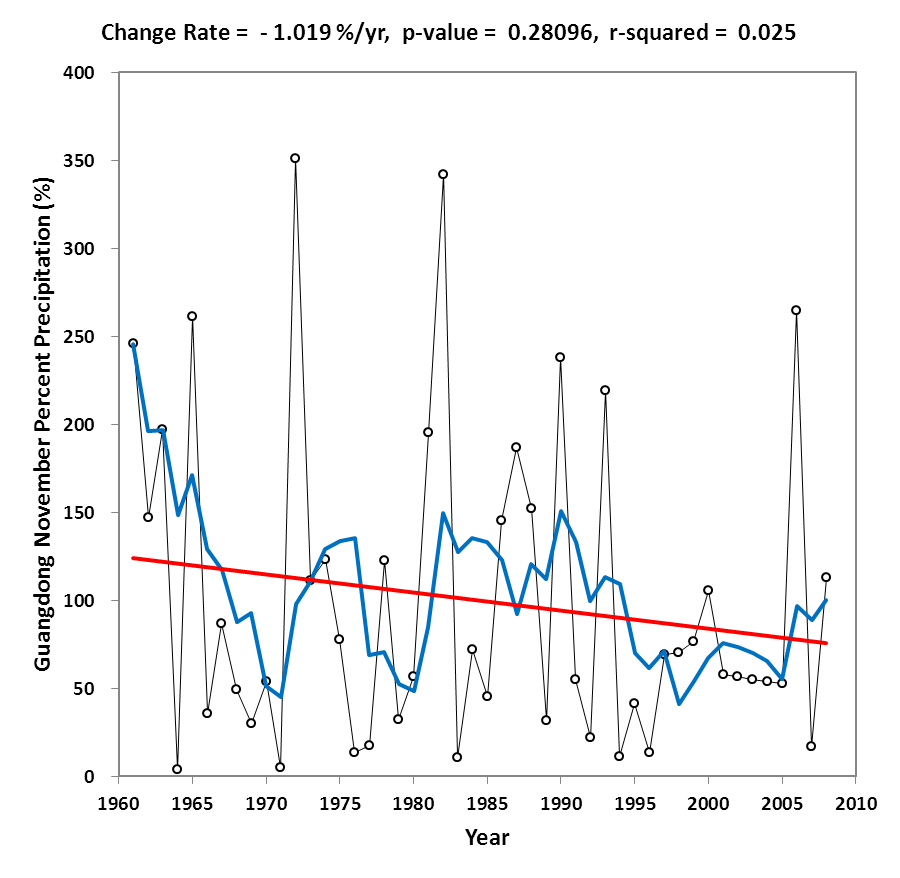 Change Rate =  - 1.019 %/yr,  p-value =  0.28096,  r-squared =  0.025
400
350
300
250
200
150
100
50
0
Guangdong November Percent Precipitation (%)
1960 1965 1970 1975 1980 1985 1990 1995 2000 2005 2010
Year